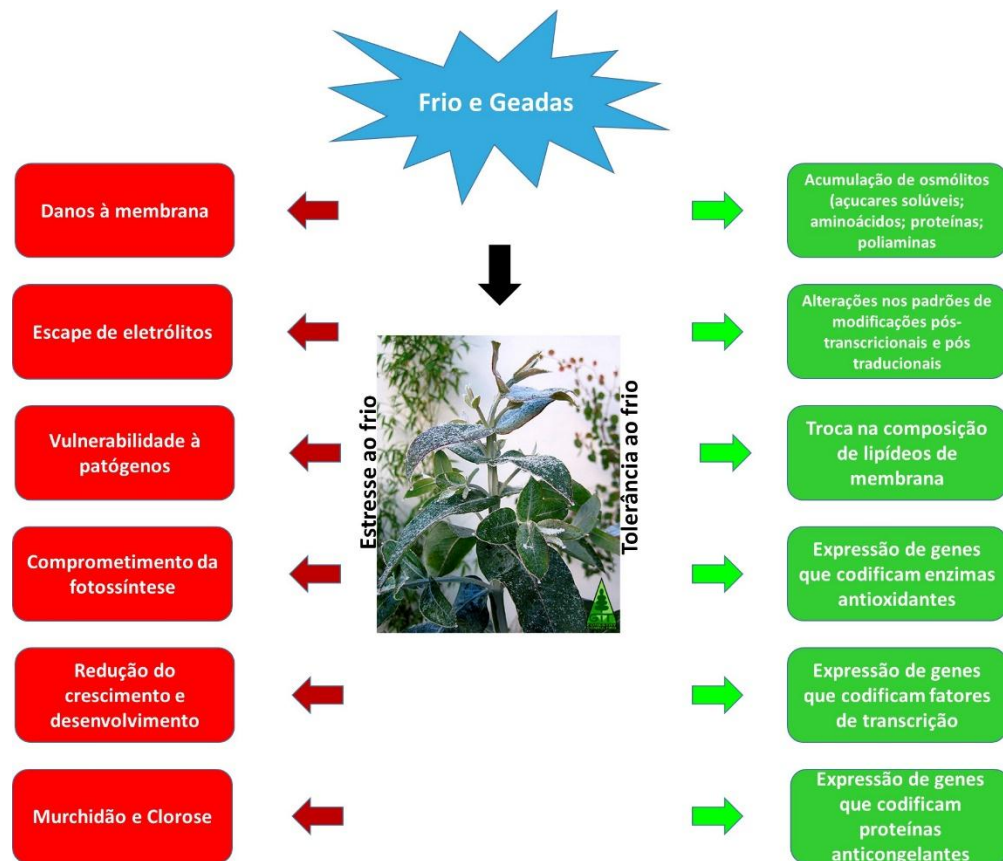 Frio e Geadas
Danos à membrana
Escape de eletrólitos
Vulnerabilidade à
patógenos
Comprometimento da
fotossíntese
Redução do
crescimento e
desenvolvimento
Murchidão e Clorose
Estresse ao frio
Tolerância ao frio
Acumulação de osmólitos
(açucares solúveis;
aminoácidos; proteínas;
poliaminas
Alterações nos padrões de
modificações pós-
transcricionais e pós
traducionais
Troca na composição
de lipídeos de
membrana
Expressão de genes
que codificam enzimas
antioxidantes
Expressão de genes
que codificam fatores
de transcrição
Expressão de genes
que codificam
proteínas
anticongelantes